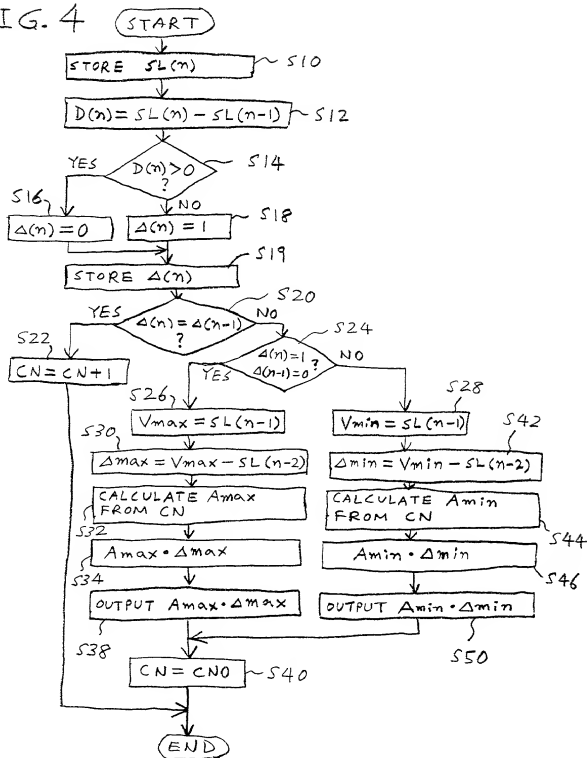 IG. 4
START
STORE SL(n)
S10
D(n)=SL(n)-SL(n-1)
S12
D(n)>0
?
S14
YES
NO
S16
Δ(n)=0
Δ(n)=1
S18
STORE Δ(n)
S19
Δ(n)=Δ(n-1)
?
S20
YES
NO
S22
CN=CN+1
Δ(n)=1
Δ(n-1)=0
?
S24
YES
NO
S26
Vmax=SL(n-1)
Vmin=SL(n-1)
S28
S30
Δmax=Vmax-SL(n-2)
Δmin=Vmin-SL(n-2)
S42
CALCULATE Amax
FROM CN
S32
CALCULATE Amin
FROM CN
S44
Amax·Δmax
S34
Amin·Δmin
S46
OUTPUT Amax·Δmax
S38
OUTPUT Amin·Δmin
S50
CN=CN0
S40
END